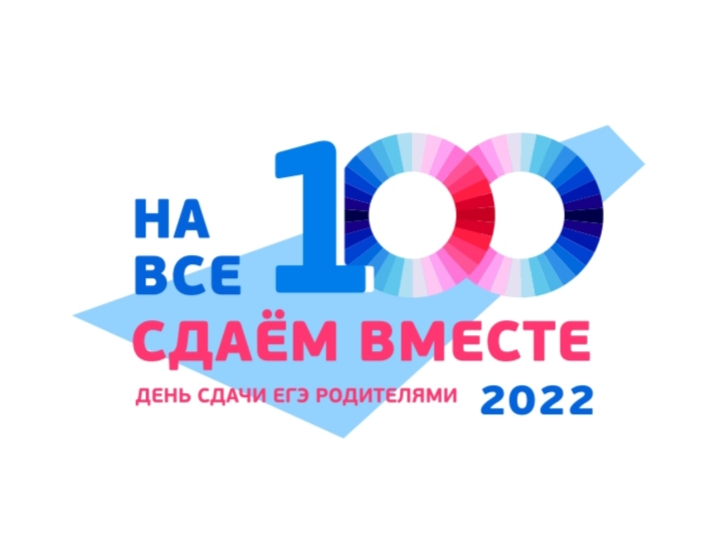 НА
ВСЕ 100
СДАЁМ ВМЕСТЕ
ДЕНЬ СДАЧИ ЕГЭ РОДИТЕЛЯМИ 2022